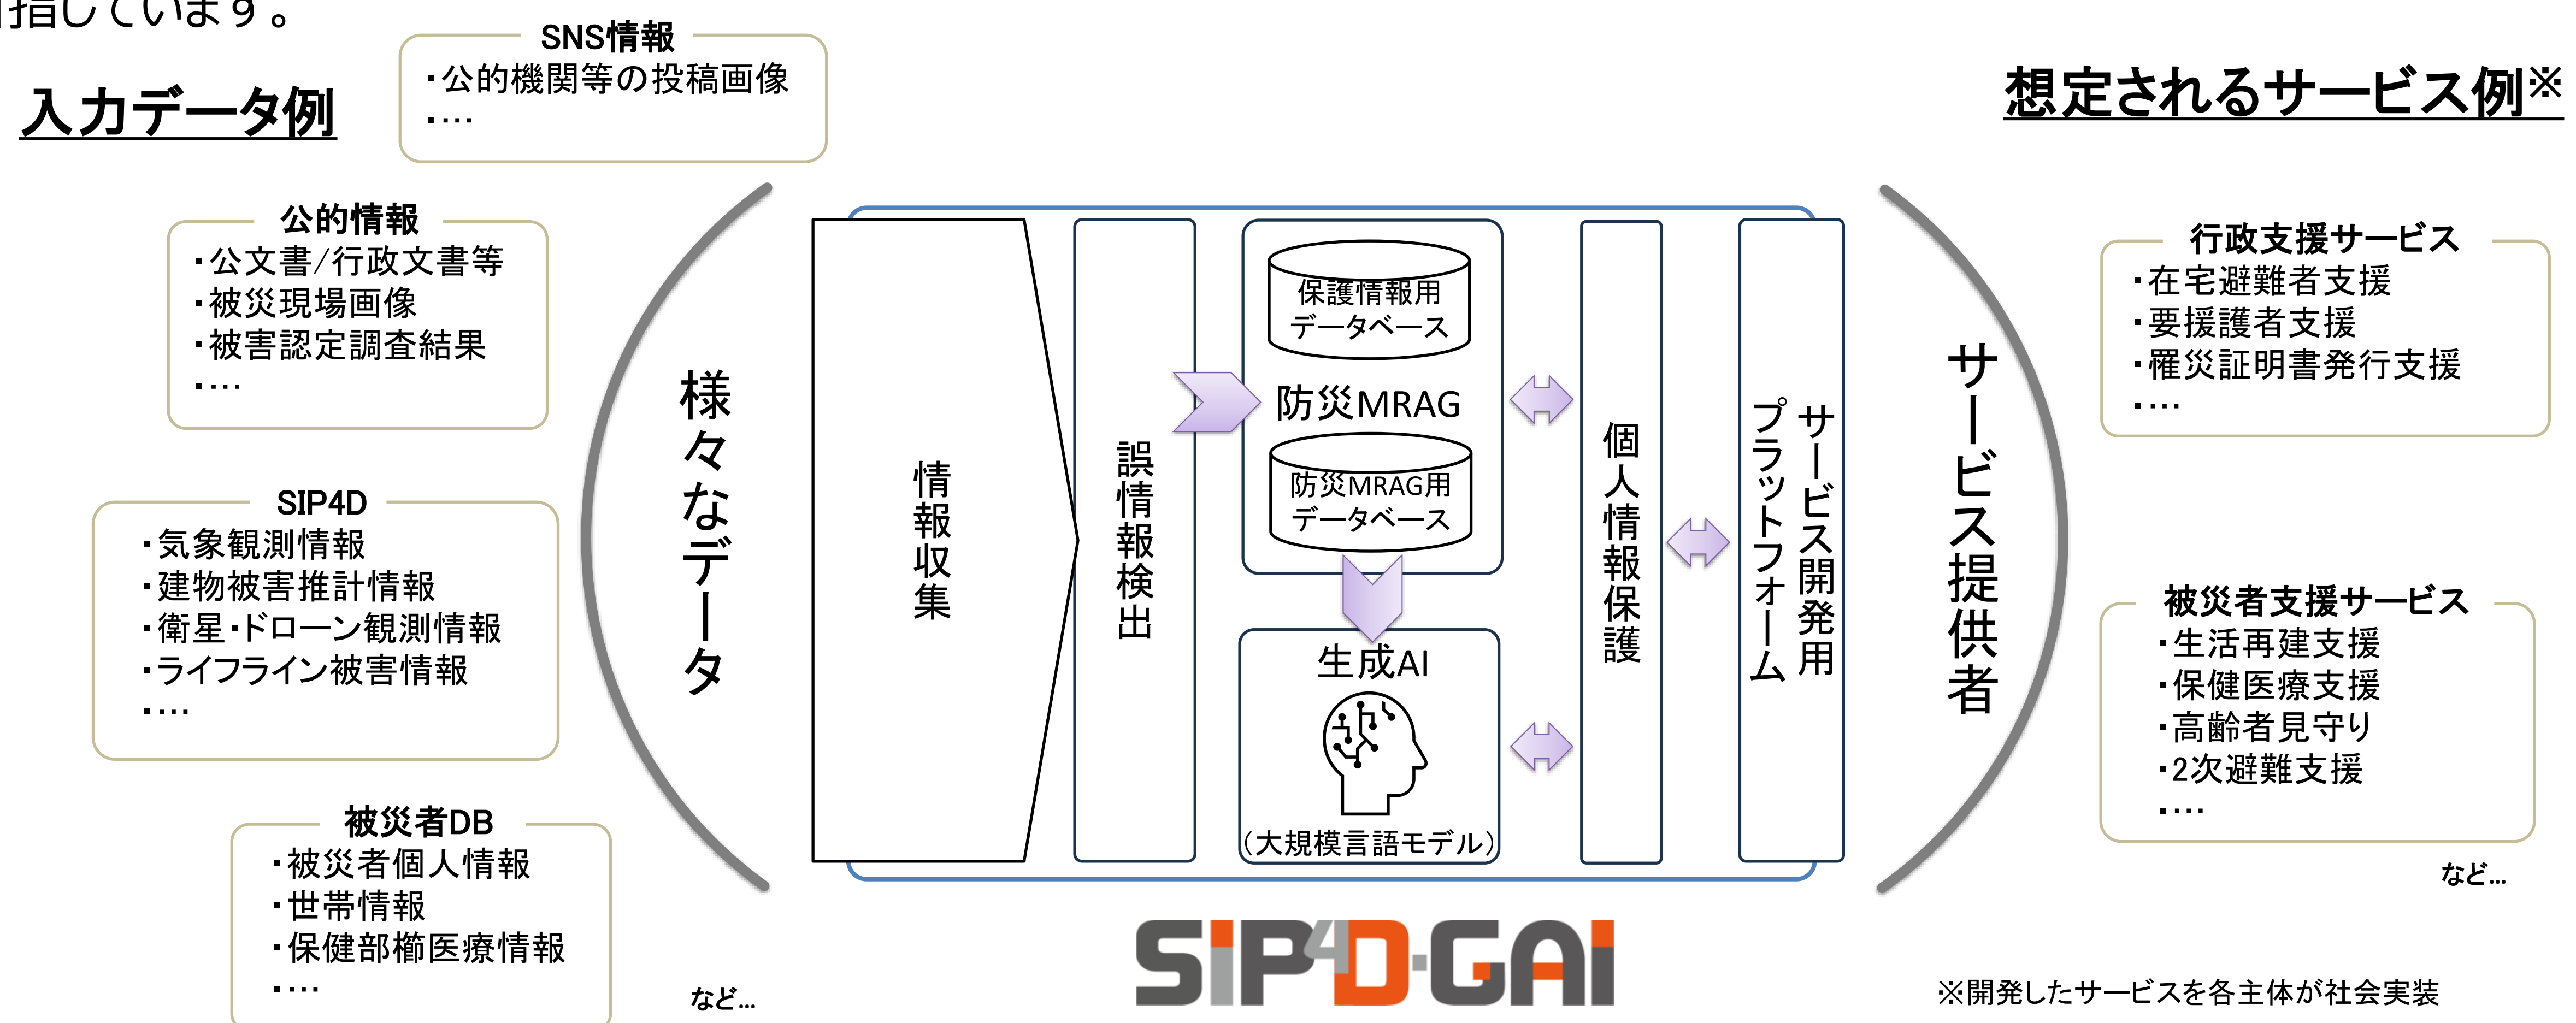 指しています。
入力データ例
SNS情報
・公的機関等の投稿画像
・…
公的情報
・公文書/行政文書等
・被災現場画像
・被害認定調査結果
・…
SIP4D
・気象観測情報
・建物被害推計情報
・衛星・ドローン観測情報
・ライフライン被害情報
・…
被災者DB
・被災者個人情報
・世帯情報
・保健部櫛医療情報
・…
など…
様々なデータ
情報収集
誤情報検出
保護情報用
データベース
防災MRAG
防災MRAG用
データベース
生成AI
（大規模言語モデル）
個人情報保護
サービス開発用
プラットフォーム
SIP4D-GAI
サービス提供者
想定されるサービス例※
行政支援サービス
・在宅避難者支援
・要援護者支援
・罹災証明書発行支援
・…
被災者支援サービス
・生活再建支援
・保健医療支援
・高齢者見守り
・2次避難支援
・…
など…
※開発したサービスを各主体が社会実装